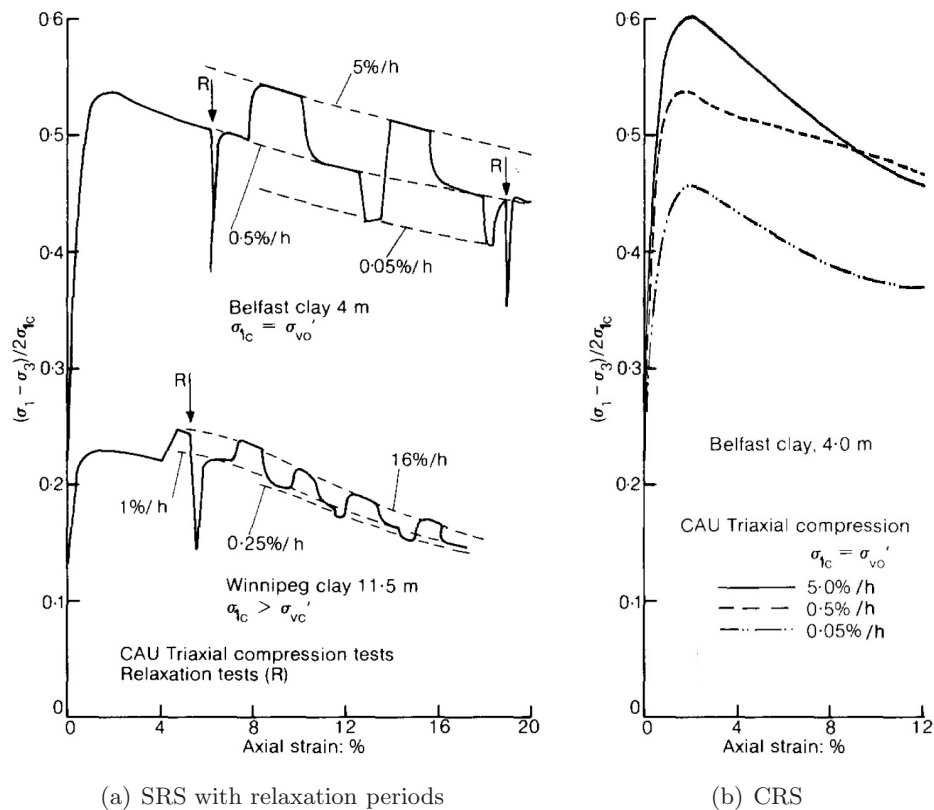 0·6
0·5
0·4
0·3
0·2
0·1
0
(σ₁ − σ₃)/2σ₁c
R
5%/h
R
0·5%/h
0·05%/h
Belfast clay 4 m
σ₁c = σvo′
R
16%/h
1%/h
0·25%/h
Winnipeg clay 11·5 m
σ₁c > σvc′
CAU Triaxial compression tests
Relaxation tests (R)
0 4 8 12 16 20
Axial strain: %
(a) SRS with relaxation periods
0·6
0·5
0·4
0·3
0·2
0·1
0
(σ₁ − σ₃)/2σ₁c
Belfast clay, 4·0 m
CAU Triaxial compression
σ₁c = σvo′
5·0%/h
0·5%/h
0·05%/h
0 4 8 12
Axial strain: %
(b) CRS